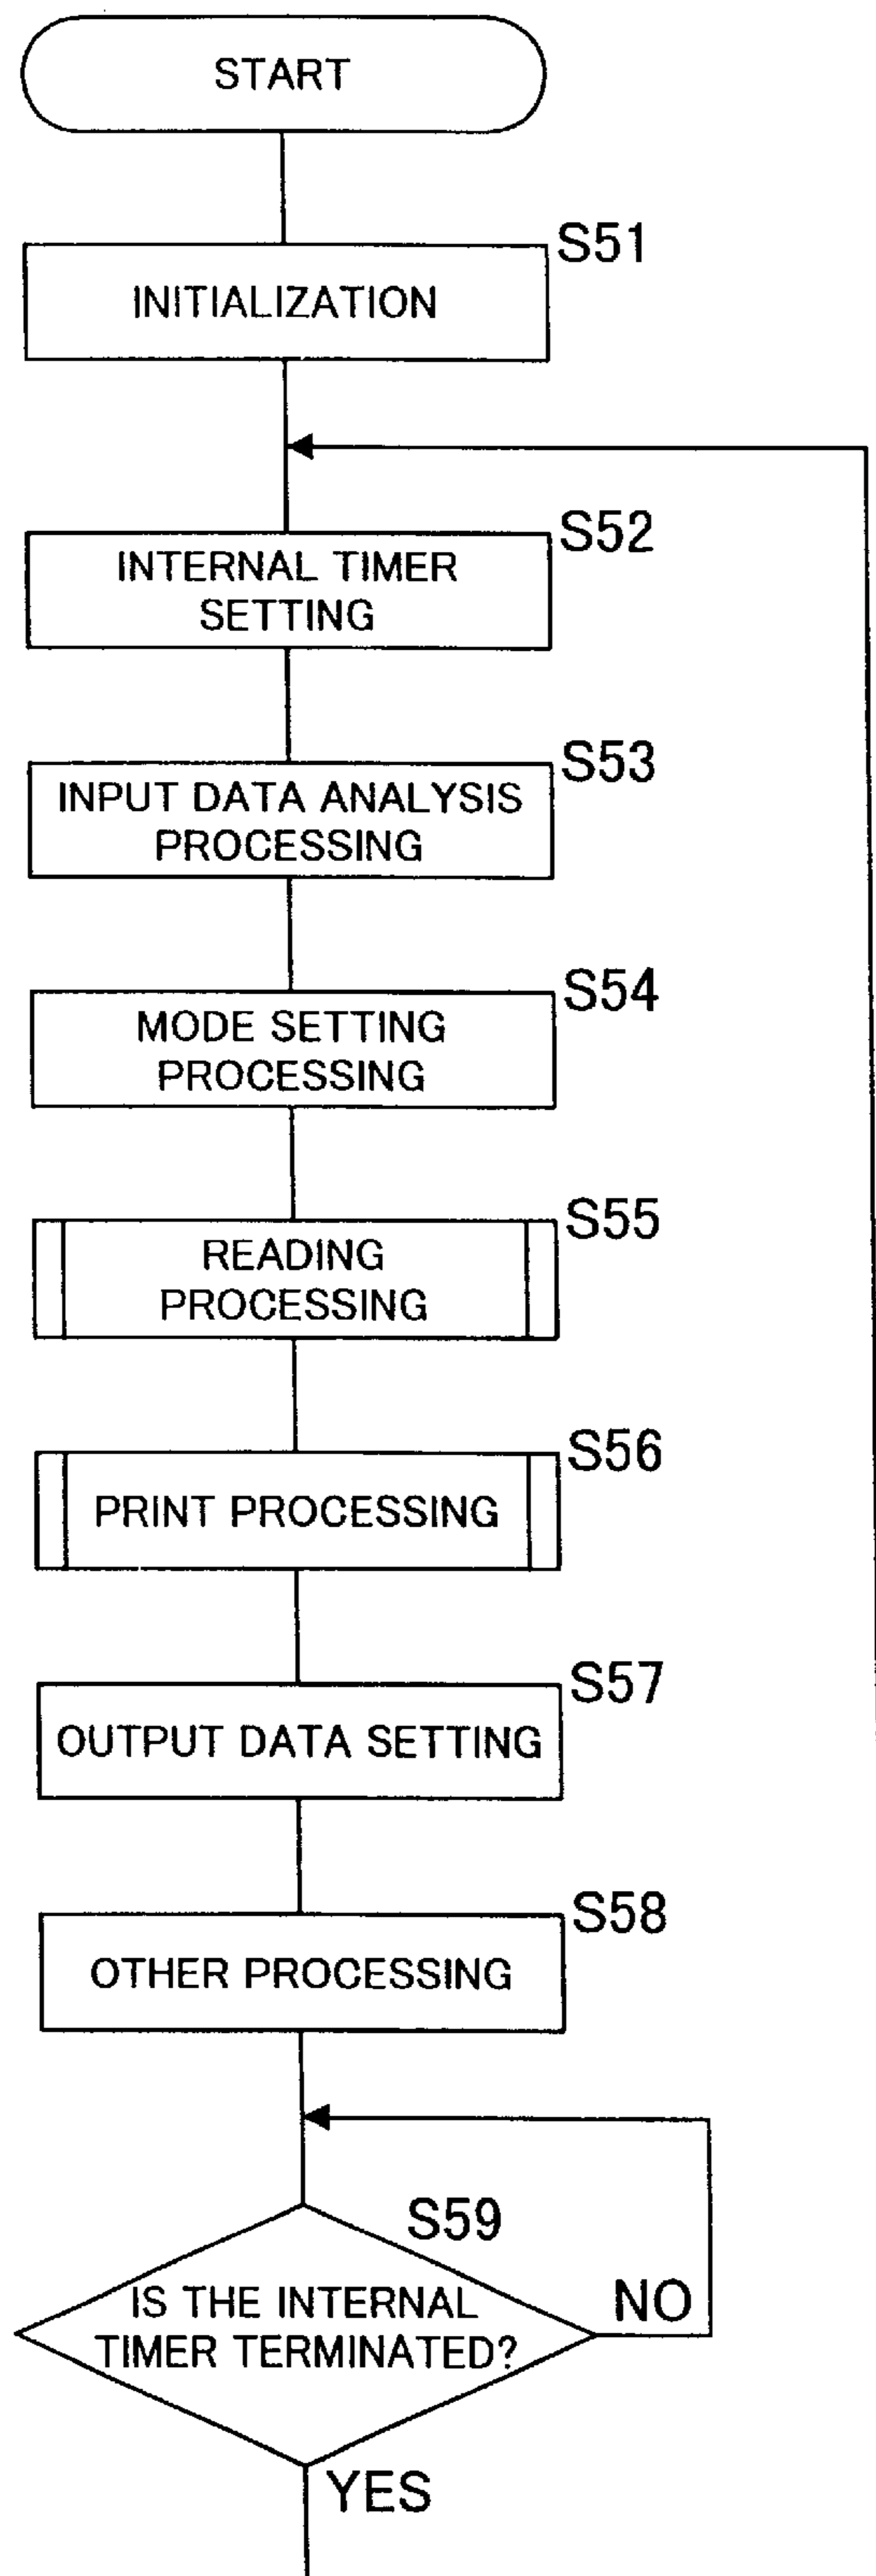 START
S51
INITIALIZATION
S52
INTERNAL TIMER
SETTING
S53
INPUT DATA ANALYSIS
PROCESSING
S54
MODE SETTING
PROCESSING
S55
READING
PROCESSING
S56
PRINT PROCESSING
S57
OUTPUT DATA SETTING
S58
OTHER PROCESSING
S59
IS THE INTERNAL
TIMER TERMINATED?
NO
YES